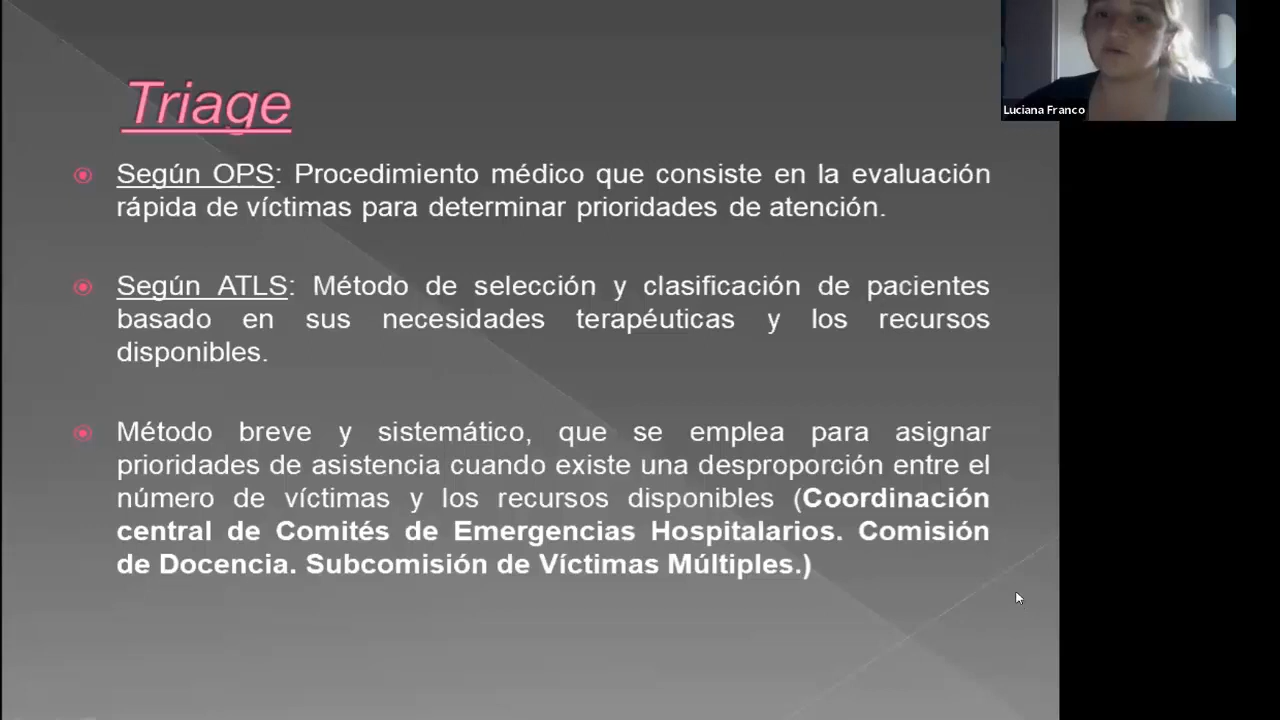 Triage
Luciana Franco
Según OPS: Procedimiento médico que consiste en la evaluación
rápida de víctimas para determinar prioridades de atención.
Según ATLS: Método de selección y clasificación de pacientes
basado en sus necesidades terapéuticas y los recursos
disponibles.
Método breve y sistemático, que se emplea para asignar
prioridades de asistencia cuando existe una desproporción entre el
número de víctimas y los recursos disponibles (Coordinación
central de Comités de Emergencias Hospitalarios. Comisión
de Docencia. Subcomisión de Víctimas Múltiples.)